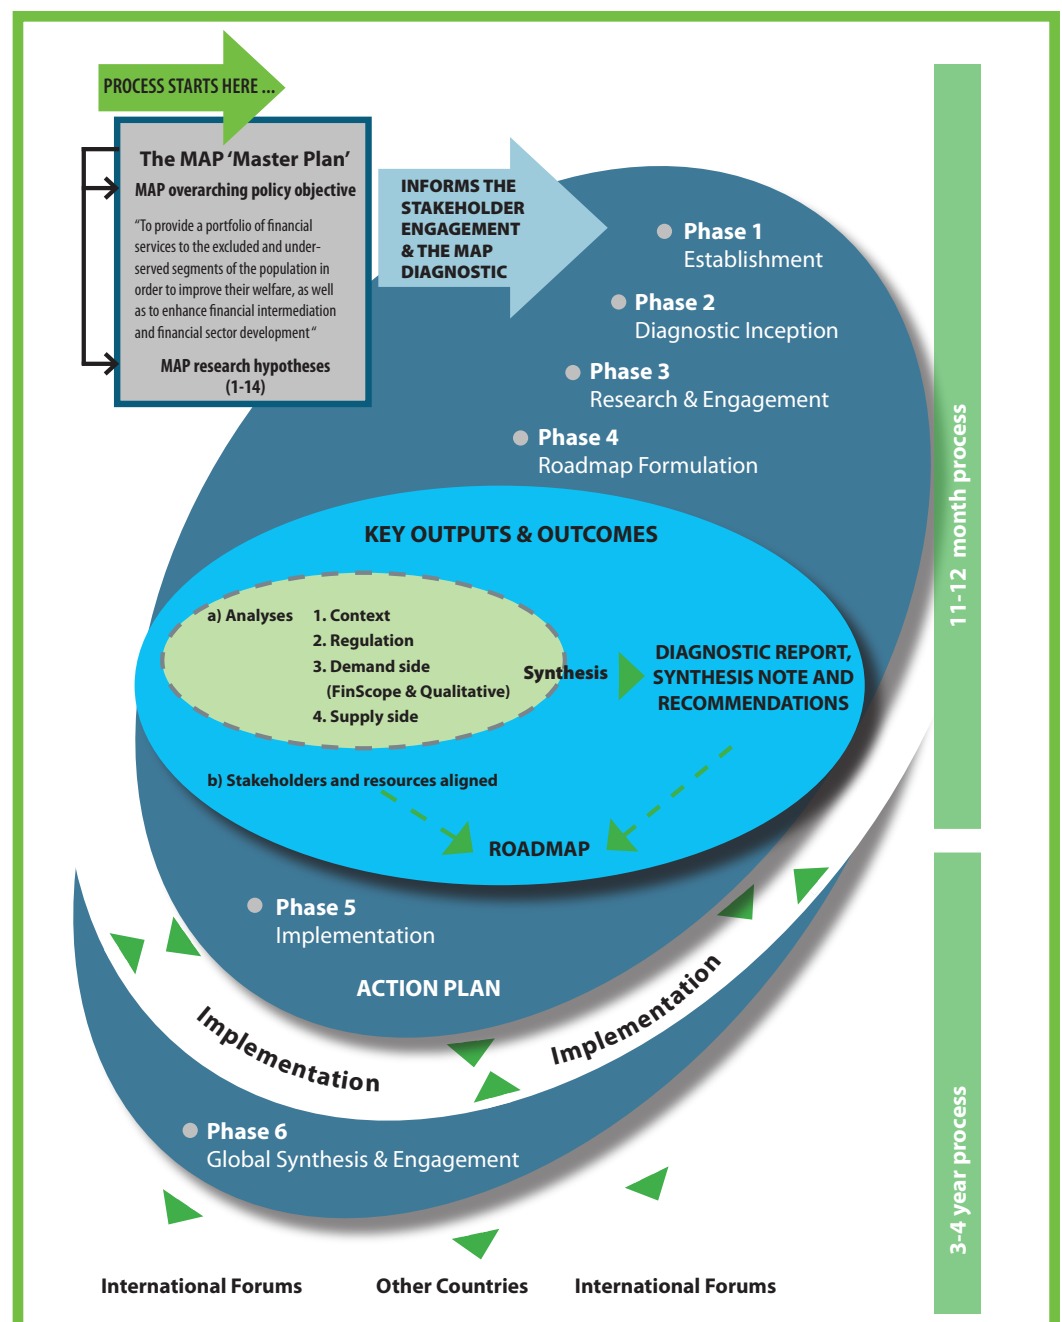 PROCESS STARTS HERE ...
The MAP ‘Master Plan’
MAP overarching policy objective
“To provide a portfolio of financial
services to the excluded and under-
served segments of the population in
order to improve their welfare, as well
as to enhance financial intermediation
and financial sector development “
MAP research hypotheses
(1-14)
INFORMS THE
STAKEHOLDER
ENGAGEMENT
& THE MAP
DIAGNOSTIC
Phase 1
Establishment
Phase 2
Diagnostic Inception
Phase 3
Research & Engagement
Phase 4
Roadmap Formulation
KEY OUTPUTS & OUTCOMES
a) Analyses
1. Context
2. Regulation
3. Demand side
(FinScope & Qualitative)
4. Supply side
Synthesis
DIAGNOSTIC REPORT,
SYNTHESIS NOTE AND
RECOMMENDATIONS
b) Stakeholders and resources aligned
ROADMAP
Phase 5
Implementation
ACTION PLAN
Implementation
Implementation
Phase 6
Global Synthesis & Engagement
International Forums
Other Countries
International Forums
11-12 month process
3-4 year process